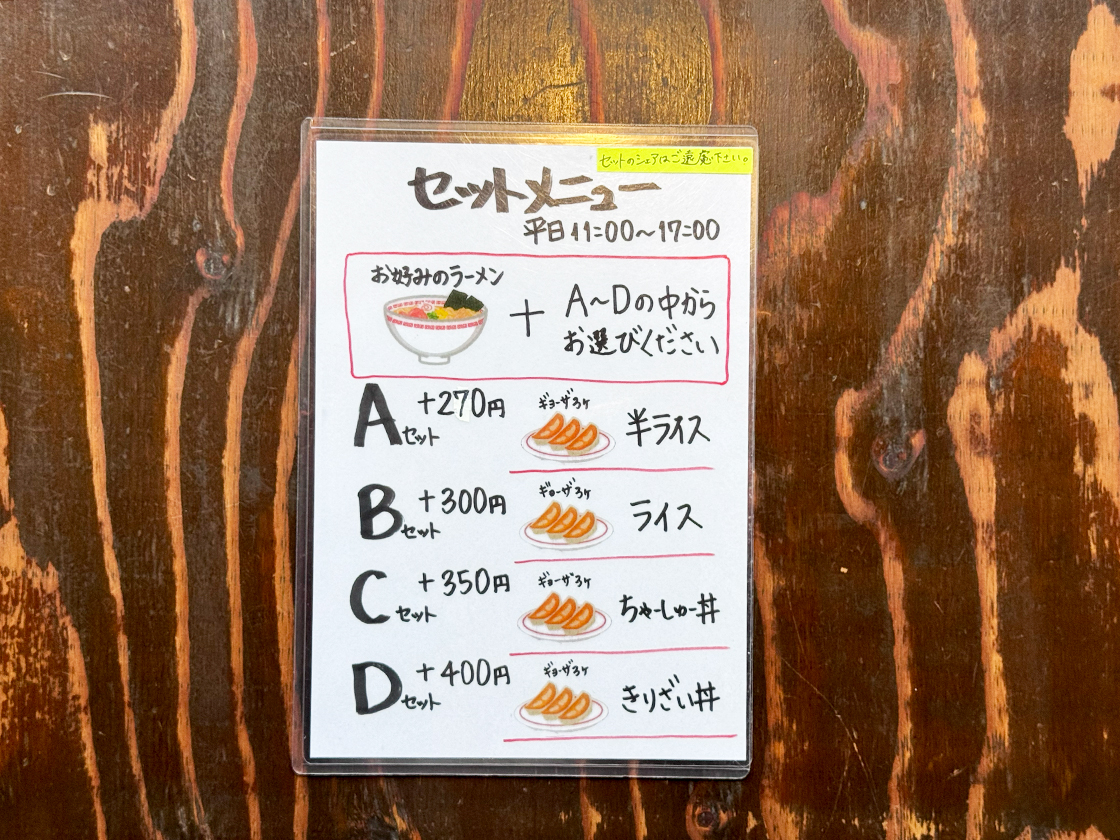 セットのシェアはご遠慮下さい。
セットメニュー
平日 11:00〜17:00
お好みのラーメン
+
A〜Dの中から
お選びください
A セット +270円 ギョーザ3ケ 半ライス
B セット +300円 ギョーザ3ケ ライス
C セット +350円 ギョーザ3ケ ちゃーしゅー丼
D セット +400円 ギョーザ3ケ きりざい丼